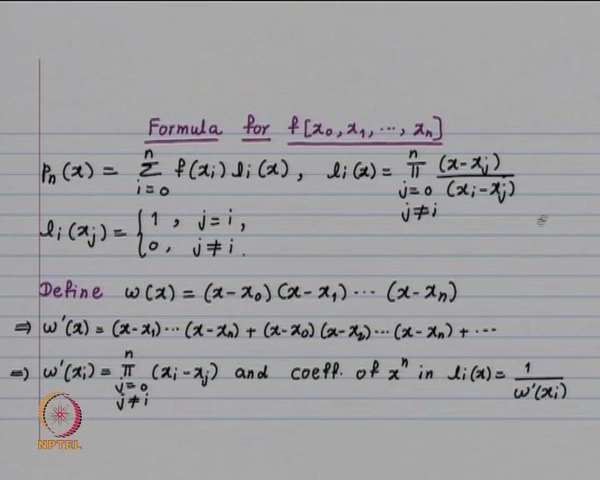 Formula for f[x₀, x₁, ⋯, xₙ]
pₙ(x) = Σ_{i=0}^{n} f(xᵢ) lᵢ(x), lᵢ(x) = Π_{j=0, j≠i}^{n} (x-xⱼ)/(xᵢ-xⱼ)
lᵢ(xⱼ) = { 1, j=i, 0, j≠i.
Define ω(x) = (x-x₀)(x-x₁) ⋯ (x-xₙ)
⇒ ω'(x) = (x-x₁)⋯(x-xₙ) + (x-x₀)(x-x₂)⋯(x-xₙ) + ⋯
⇒ ω'(xᵢ) = Π_{j=0, j≠i}^{n} (xᵢ-xⱼ) and coeff. of xⁿ in lᵢ(x) = 1/ω'(xᵢ)
NPTEL